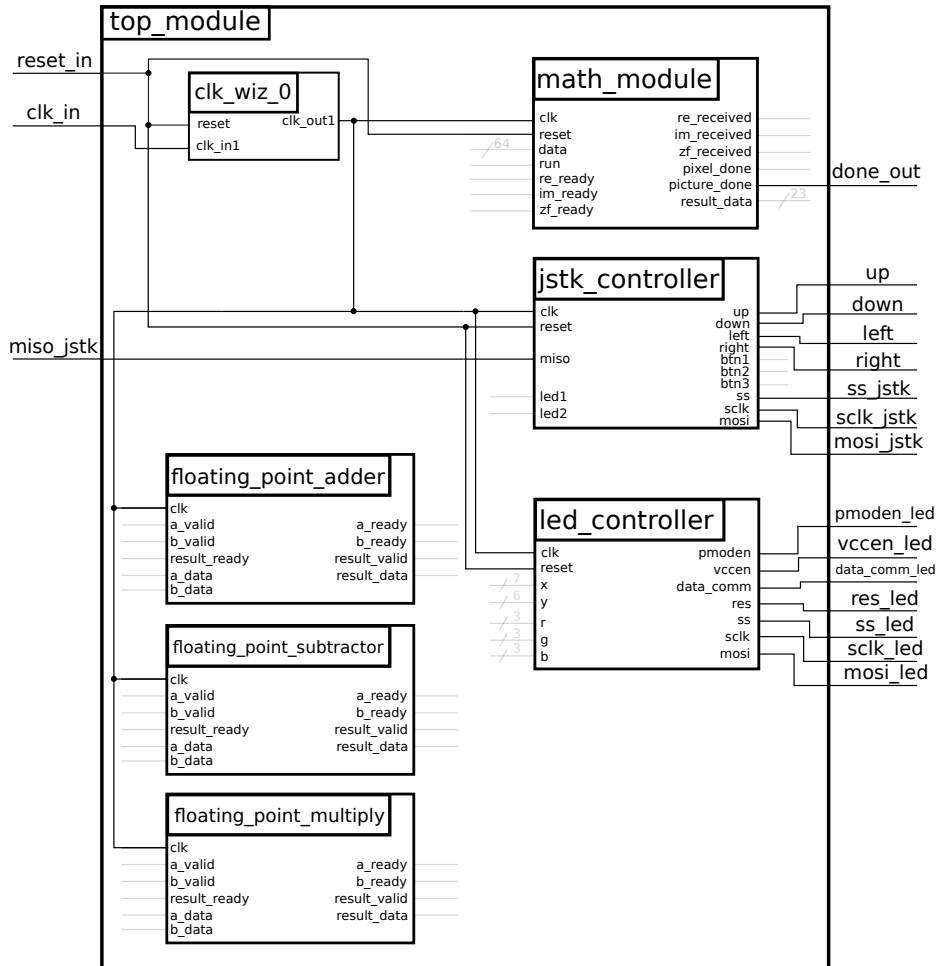 top_module
reset_in
clk_in
miso_jstk
clk_wiz_0
reset
clk_in1
clk_out1
math_module
clk
reset
data
run
re_ready
im_ready
zf_ready
64
re_received
im_received
zf_received
pixel_done
picture_done
result_data
23
done_out
jstk_controller
clk
reset
miso
led1
led2
up
down
left
right
btn1
btn2
btn3
ss
sclk
mosi
up
down
left
right
ss_jstk
sclk_jstk
mosi_jstk
floating_point_adder
clk
a_valid
b_valid
result_ready
a_data
b_data
a_ready
b_ready
result_valid
result_data
led_controller
clk
reset
x
y
r
g
b
7
6
3
3
3
pmoden
vccen
data_comm
res
ss
sclk
mosi
pmoden_led
vccen_led
data_comm_led
res_led
ss_led
sclk_led
mosi_led
floating_point_subtractor
clk
a_valid
b_valid
result_ready
a_data
b_data
a_ready
b_ready
result_valid
result_data
floating_point_multiply
clk
a_valid
b_valid
result_ready
a_data
b_data
a_ready
b_ready
result_valid
result_data